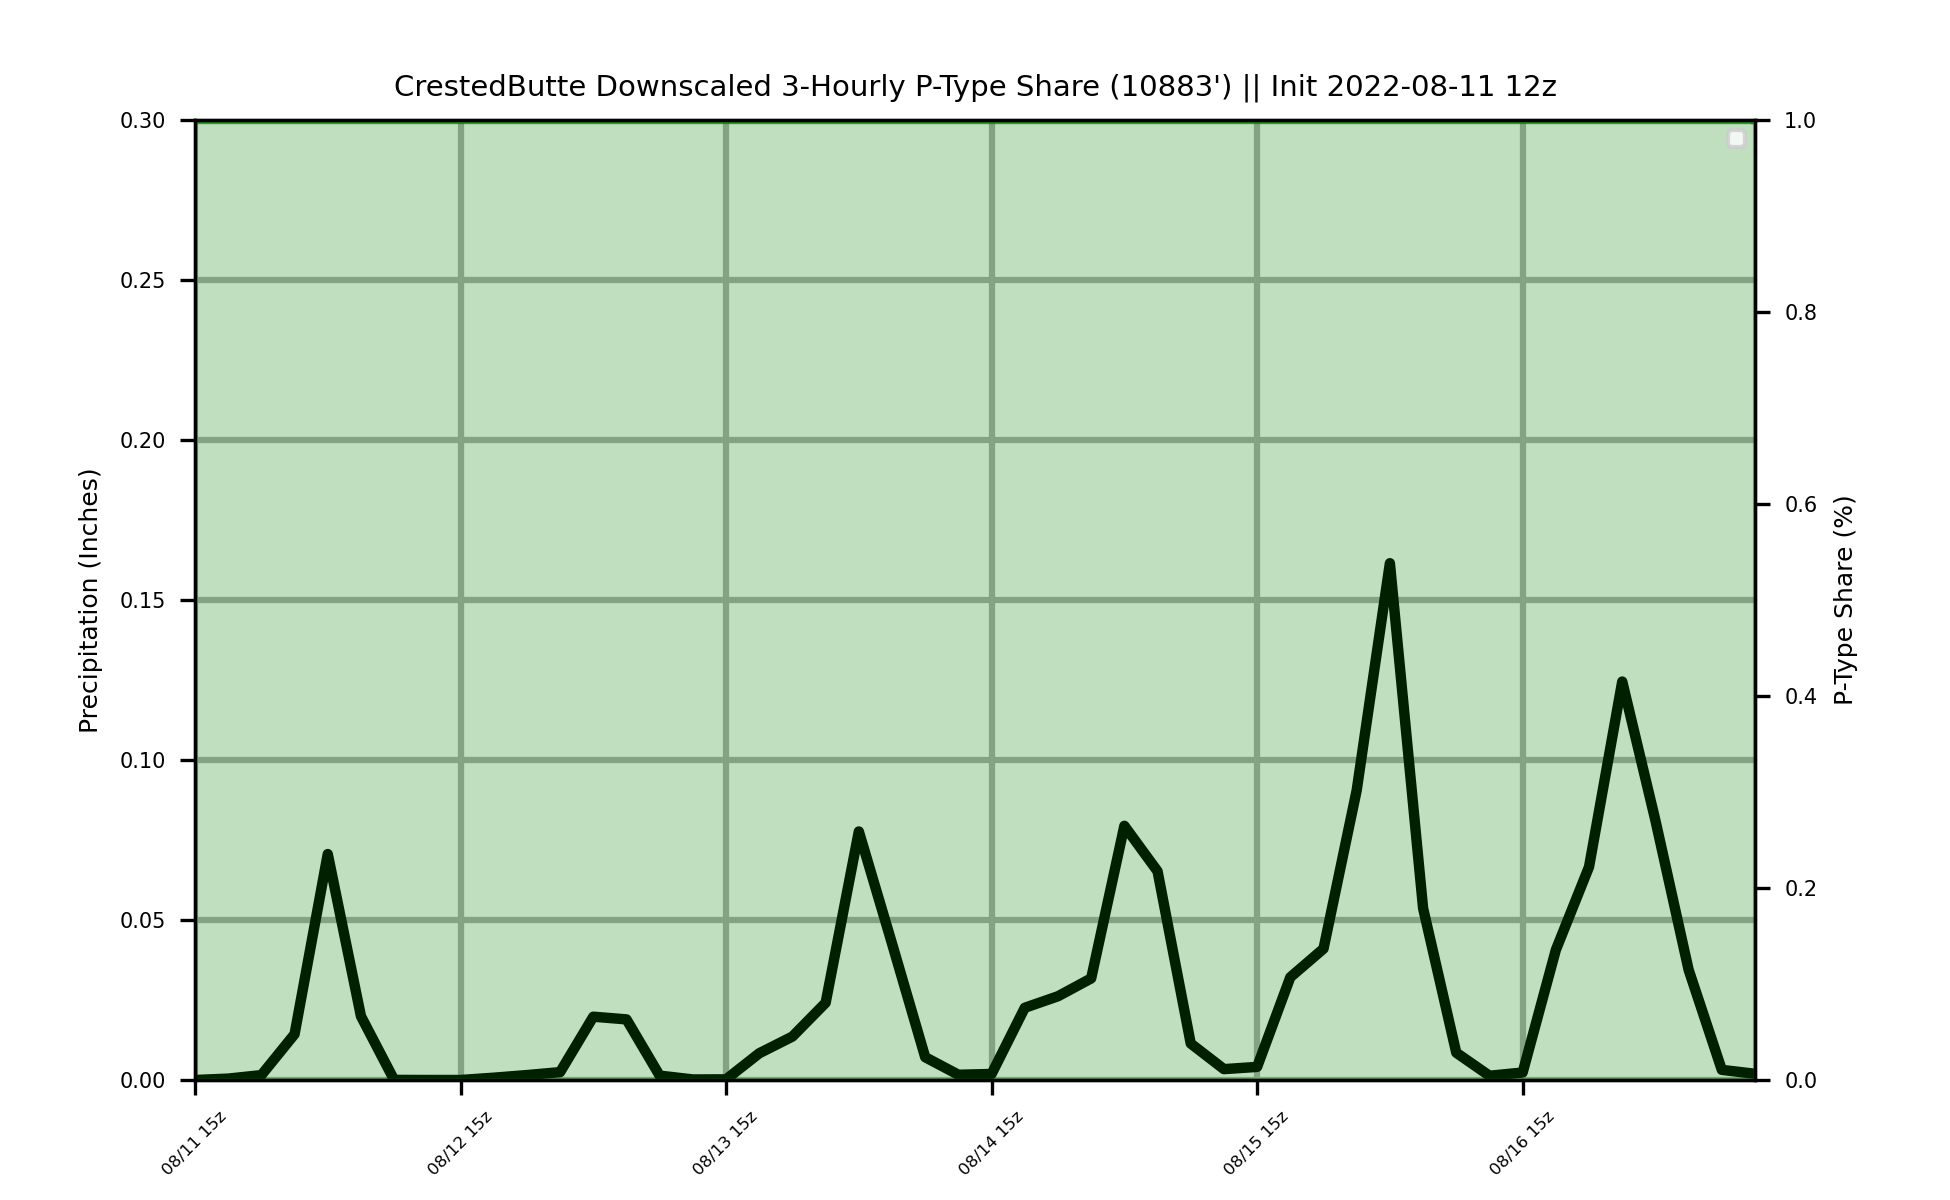 CrestedButte Downscaled 3-Hourly P-Type Share (10883') || Init 2022-08-11 12z
0.30
0.25
0.20
0.15
0.10
0.05
0.00
Precipitation (Inches)
1.0
0.8
0.6
0.4
0.2
0.0
P-Type Share (%)
08/11 15z
08/12 15z
08/13 15z
08/14 15z
08/15 15z
08/16 15z